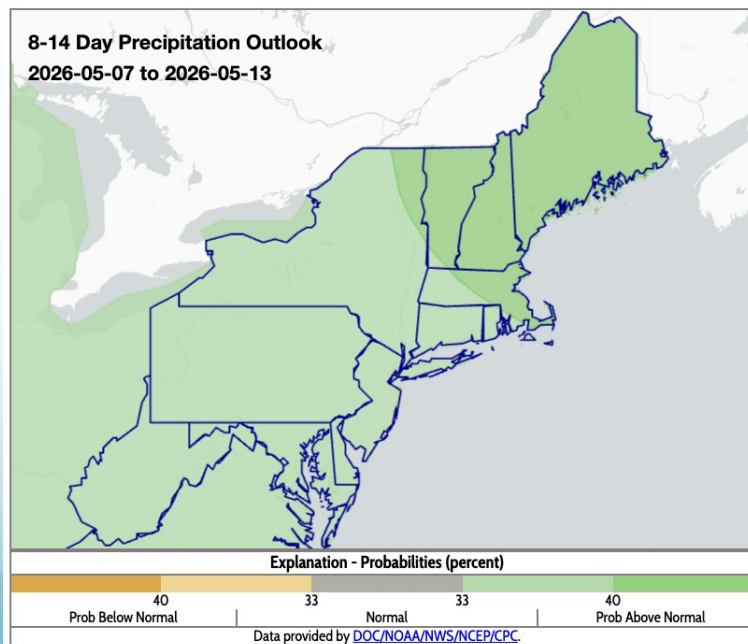 8-14 Day Precipitation Outlook
2026-05-07 to 2026-05-13
Explanation - Probabilities (percent)
40 33 33 40
Prob Below Normal | Normal | Prob Above Normal
Data provided by DOC/NOAA/NWS/NCEP/CPC.